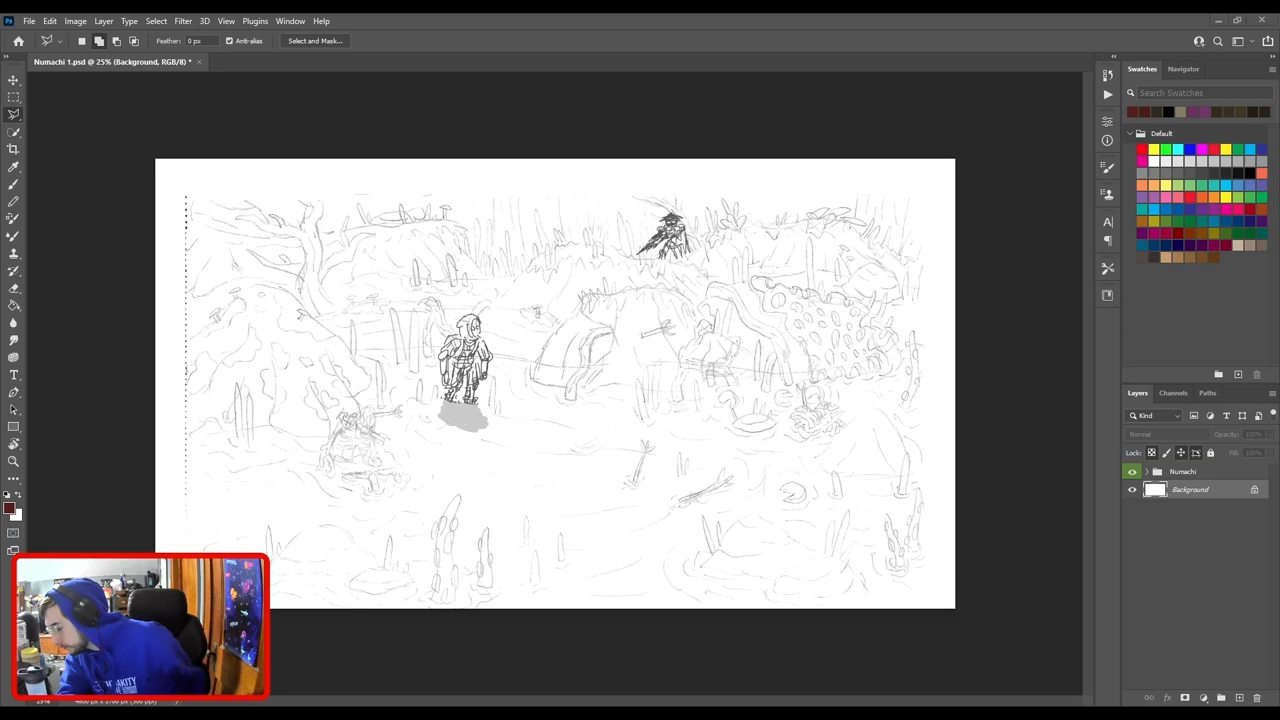 File Edit Image Layer Type Select Filter 3D View Plugins Window Help
Feather: 0 px Anti-alias Select and Mask...
Numachi 1.psd @ 25% (Background, RGB/8) *
Swatches Navigator
Search Swatches
Default
Layers Channels Paths
Kind
Normal Opacity: 100%
Lock: Fill: 100%
Numachi
Background